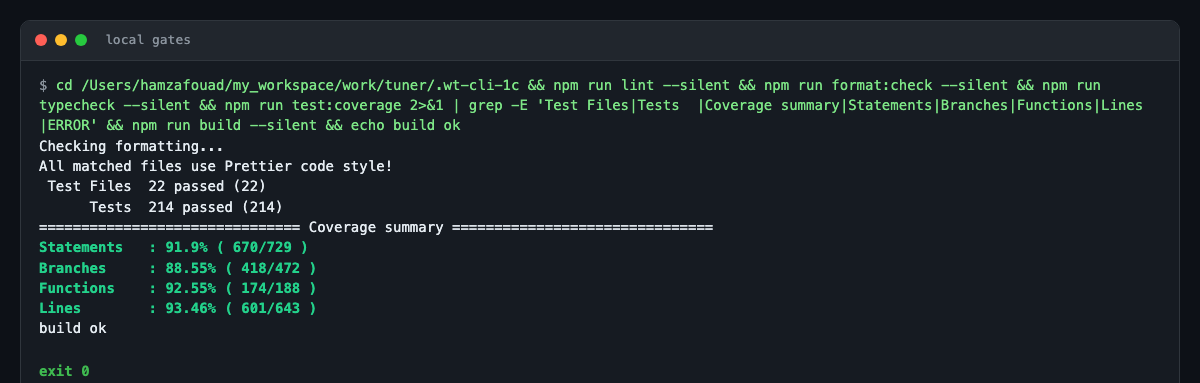 local gates
$ cd /Users/hamzafouad/my_workspace/work/tuner/.wt-cli-1c && npm run lint --silent && npm run format:check --silent && npm run
typecheck --silent && npm run test:coverage 2>&1 | grep -E 'Test Files|Tests  |Coverage summary|Statements|Branches|Functions|Lines
|ERROR' && npm run build --silent && echo build ok
Checking formatting...
All matched files use Prettier code style!
 Test Files  22 passed (22)
      Tests  214 passed (214)
=============================== Coverage summary ===============================
Statements   : 91.9% ( 670/729 )
Branches     : 88.55% ( 418/472 )
Functions    : 92.55% ( 174/188 )
Lines        : 93.46% ( 601/643 )
build ok
exit 0